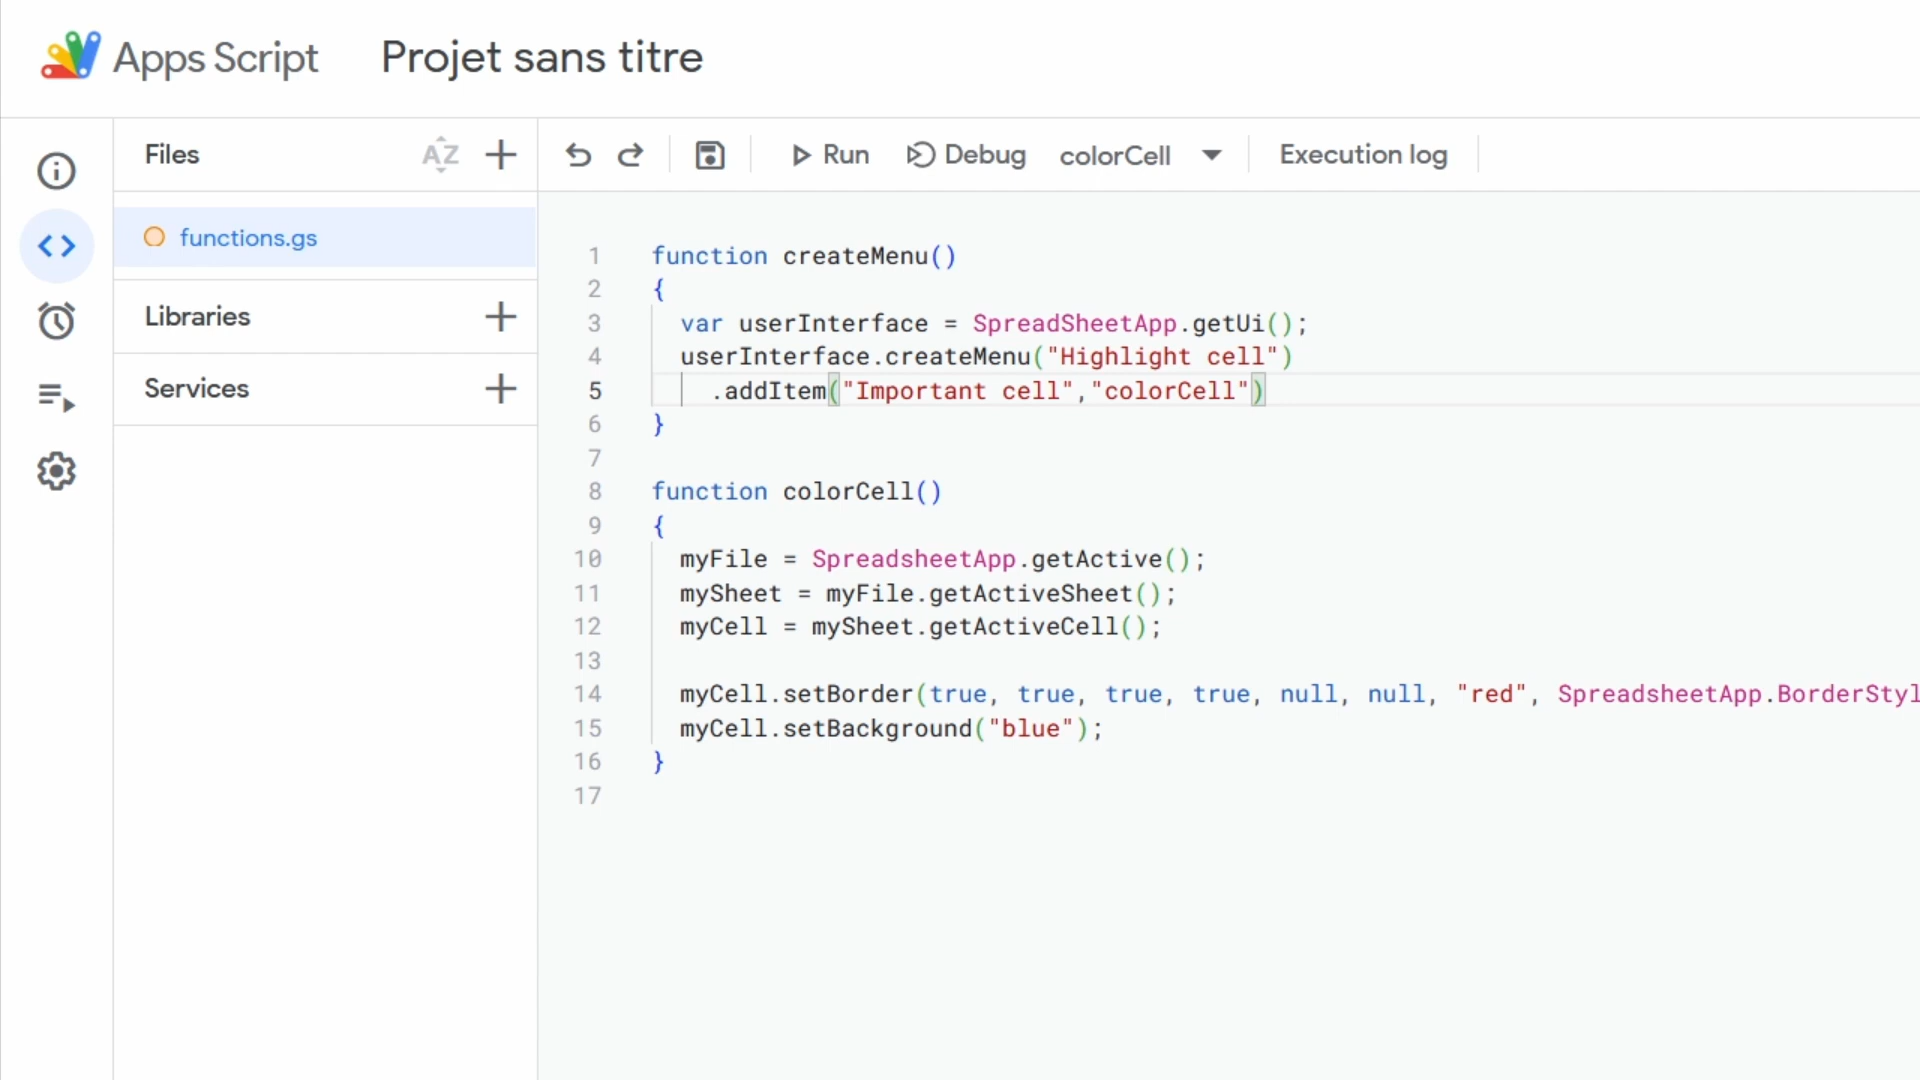 Apps Script Projet sans titre
Files AZ Run Debug colorCell Execution log
functions.gs
Libraries
Services
1 function createMenu()
2 {
3 var userInterface = SpreadSheetApp.getUi();
4 userInterface.createMenu("Highlight cell")
5 .addItem("Important cell","colorCell")
6 }
7
8 function colorCell()
9 {
10 myFile = SpreadsheetApp.getActive();
11 mySheet = myFile.getActiveSheet();
12 myCell = mySheet.getActiveCell();
13
14 myCell.setBorder(true, true, true, true, null, null, "red", SpreadsheetApp.BorderStyl
15 myCell.setBackground("blue");
16 }
17